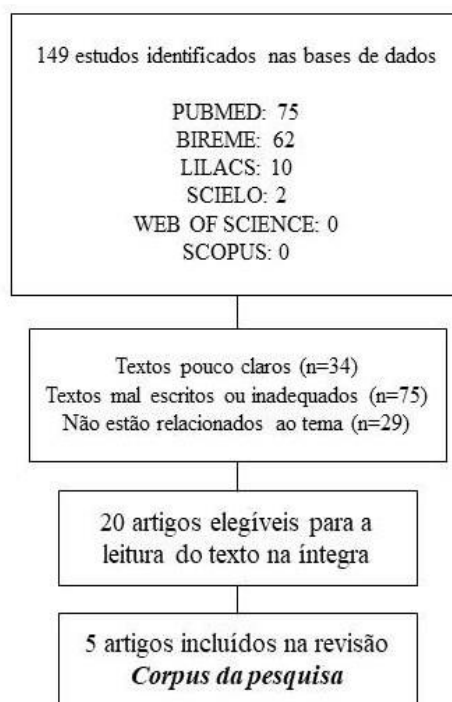 149 estudos identificados nas bases de dados
PUBMED: 75
BIREME: 62
LILACS: 10
SCIELO: 2
WEB OF SCIENCE: 0
SCOPUS: 0
Textos pouco claros (n=34)
Textos mal escritos ou inadequados (n=75)
Não estão relacionados ao tema (n=29)
20 artigos elegíveis para a
leitura do texto na íntegra
5 artigos incluídos na revisão
Corpus da pesquisa